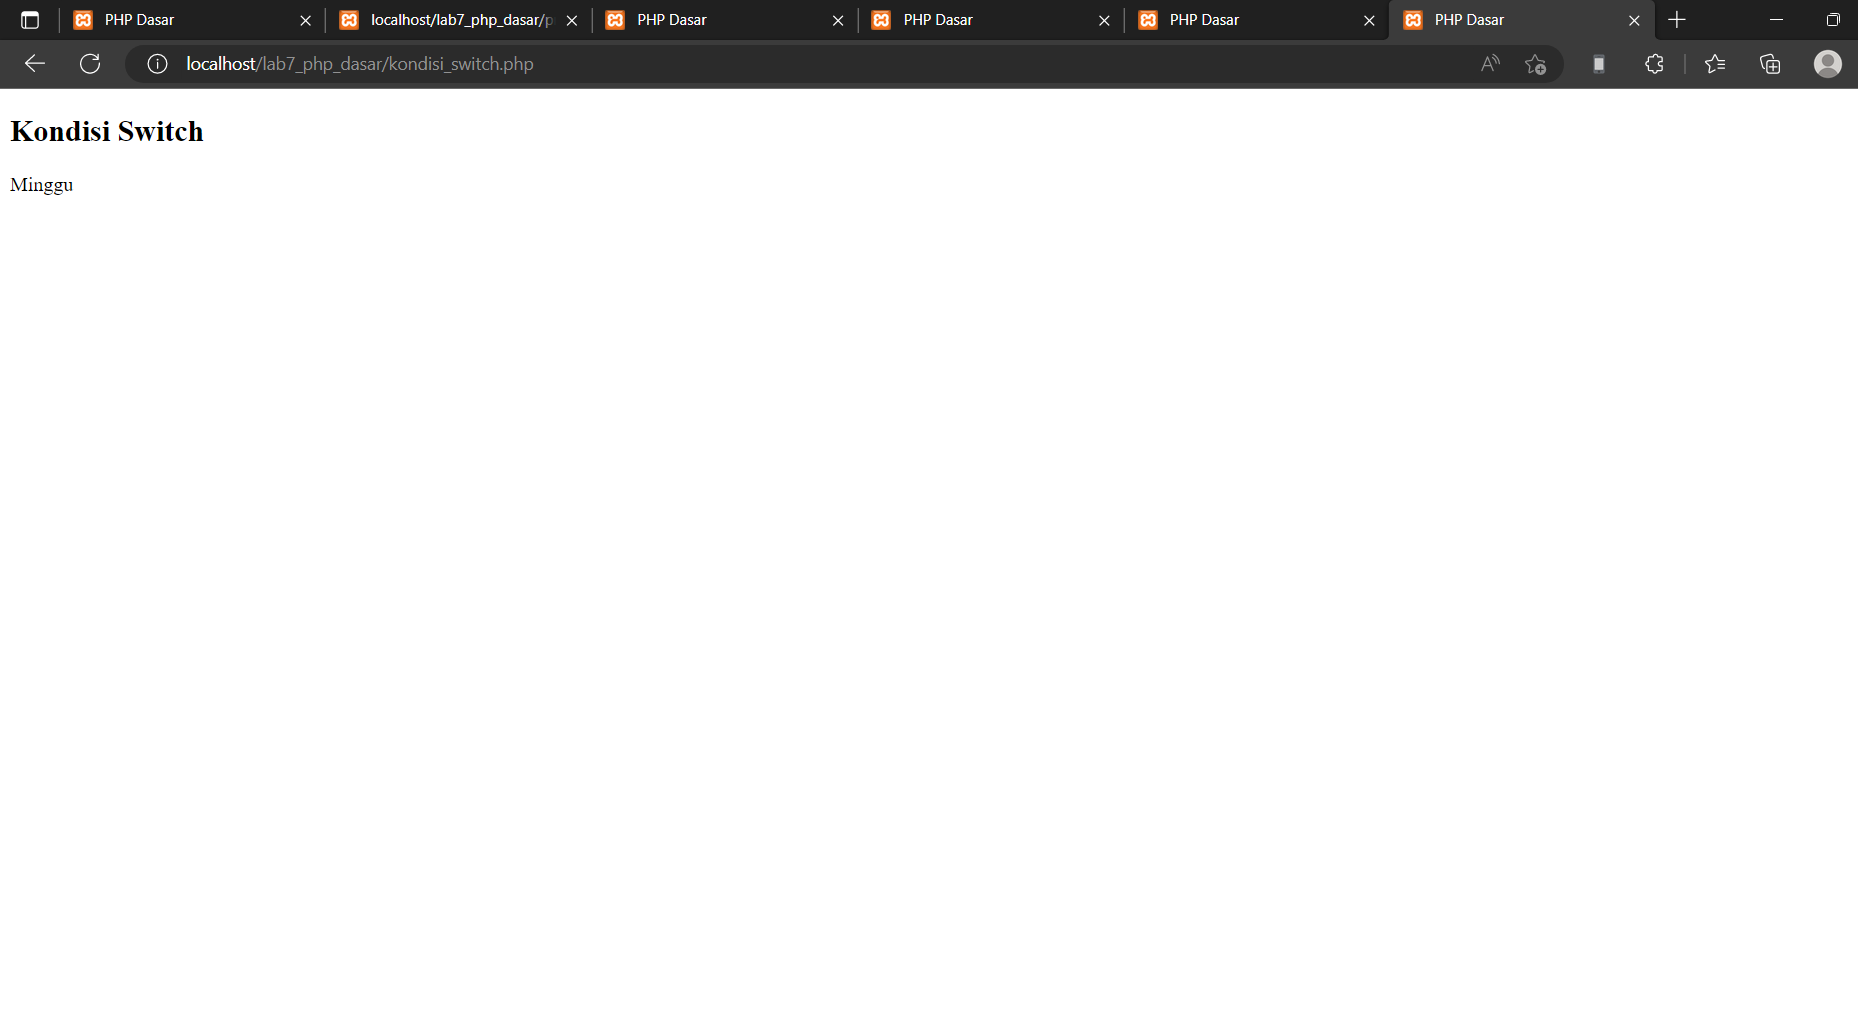 PHP Dasar
localhost/lab7_php_dasar/p
PHP Dasar
PHP Dasar
PHP Dasar
PHP Dasar
localhost/lab7_php_dasar/kondisi_switch.php
Kondisi Switch
Minggu